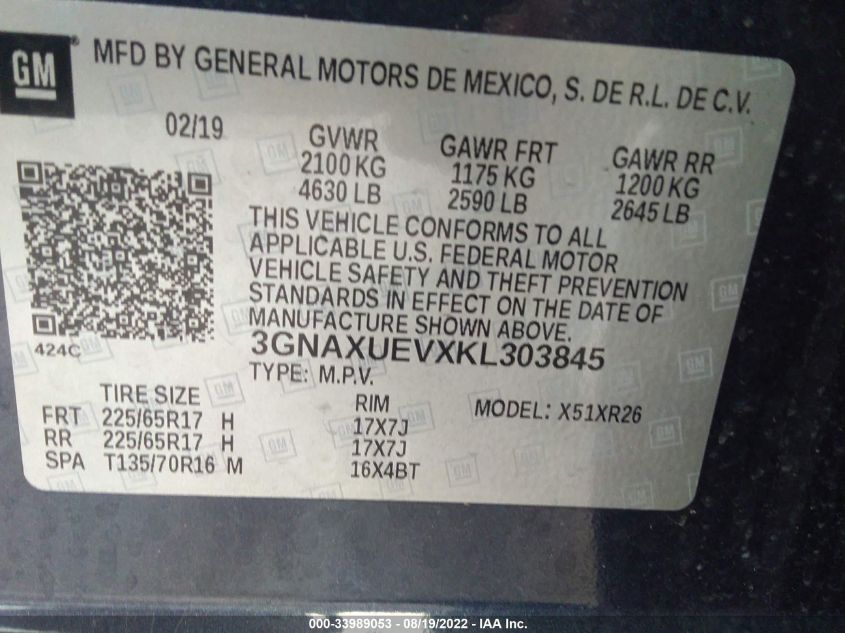 GM
MFD BY GENERAL MOTORS DE MEXICO, S. DE R.L. DE C.V.
02/19
GVWR
2100 KG
4630 LB
GAWR FRT
1175 KG
2590 LB
GAWR RR
1200 KG
2645 LB
THIS VEHICLE CONFORMS TO ALL
APPLICABLE U.S. FEDERAL MOTOR
VEHICLE SAFETY AND THEFT PREVENTION
STANDARDS IN EFFECT ON THE DATE OF
MANUFACTURE SHOWN ABOVE.
424C
3GNAXUEVXKL303845
TYPE: M.P.V.
MODEL: X51XR26
TIRE SIZE RIM
FRT 225/65R17 H 17X7J
RR 225/65R17 H 17X7J
SPA T135/70R16 M 16X4BT
000-33989053 - 08/19/2022 - IAA Inc.